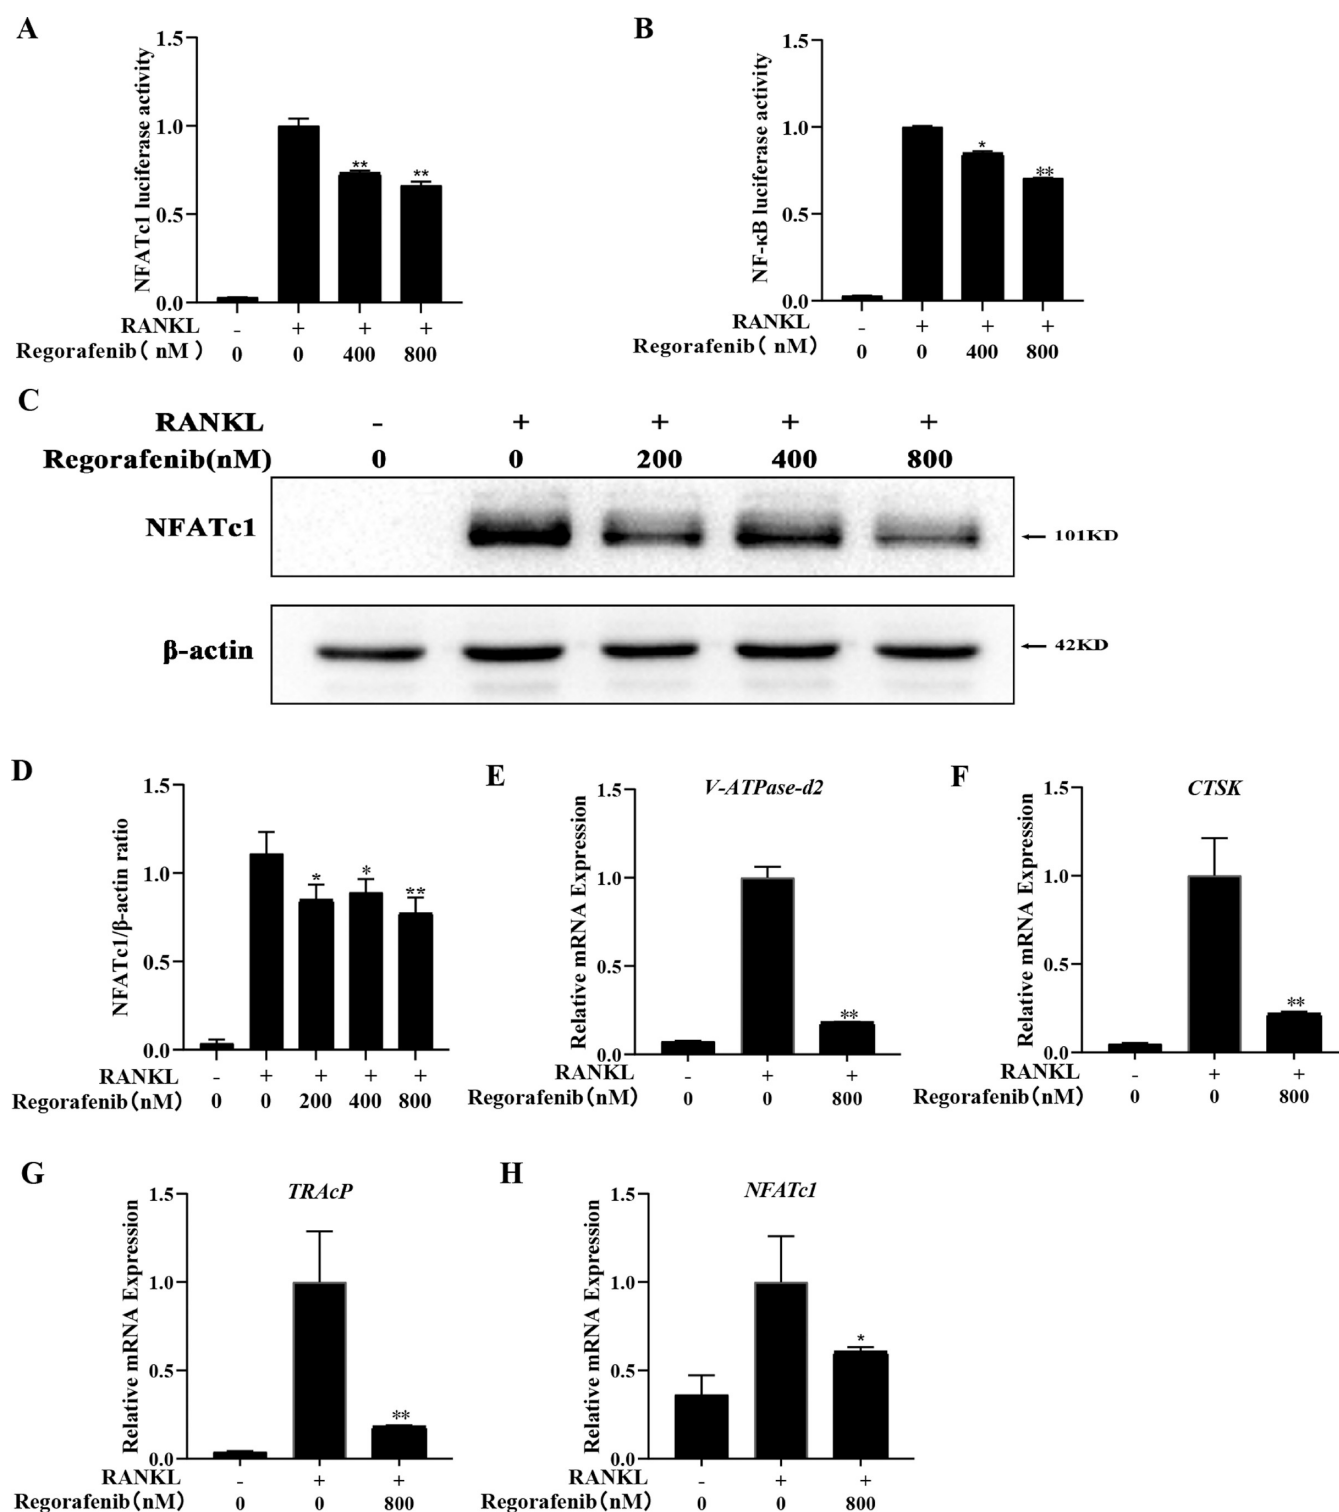 A
1.5
1.0
0.5
0.0
NFATc1 luciferase activity
RANKL - + + +
Regorafenib( nM ) 0 0 400 800
** **
B
1.5
1.0
0.5
0.0
NF-κB luciferase activity
* **
RANKL - + + +
Regorafenib( nM) 0 0 400 800
C
RANKL - + + + +
Regorafenib(nM) 0 0 200 400 800
NFATc1 ← 101KD
β-actin ← 42KD
D
1.5
1.0
0.5
0.0
NFATc1/β-actin ratio
* * **
RANKL - + + + +
Regorafenib(nM) 0 0 200 400 800
E
V-ATPase-d2
1.5
1.0
0.5
0.0
Relative mRNA Expression
**
RANKL - + +
Regorafenib(nM) 0 0 800
F
CTSK
1.5
1.0
0.5
0.0
Relative mRNA Expression
**
RANKL - + +
Regorafenib(nM) 0 0 800
G
TRAcP
1.5
1.0
0.5
0.0
Relative mRNA Expression
**
RANKL - + +
Regorafenib(nM) 0 0 800
H
NFATc1
1.5
1.0
0.5
0.0
Relative mRNA Expression
*
RANKL - + +
Regorafenib(nM) 0 0 800